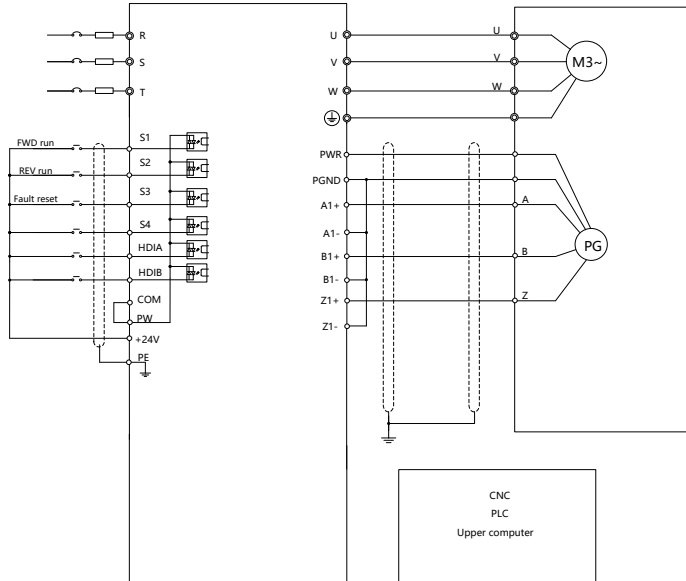 R
S
T
U
V
W
U
V
W
M3~
FWD run
REV run
Fault reset
S1
S2
S3
S4
HDIA
HDIB
COM
PW
+24V
PE
PWR
PGND
A1+
A1-
B1+
B1-
Z1+
Z1-
A
B
Z
PG
CNC
PLC
Upper computer